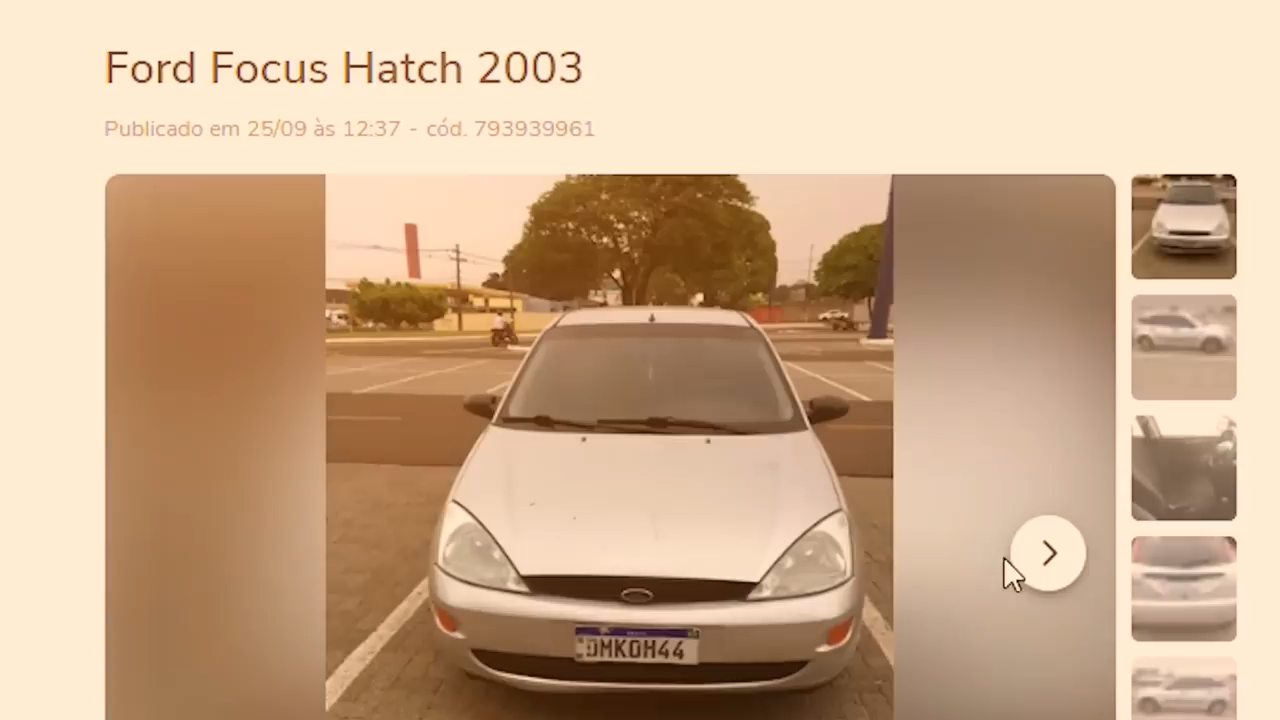 Ford Focus Hatch 2003
Publicado em 25/09 às 12:37 - cód. 793939961
DMK0H44